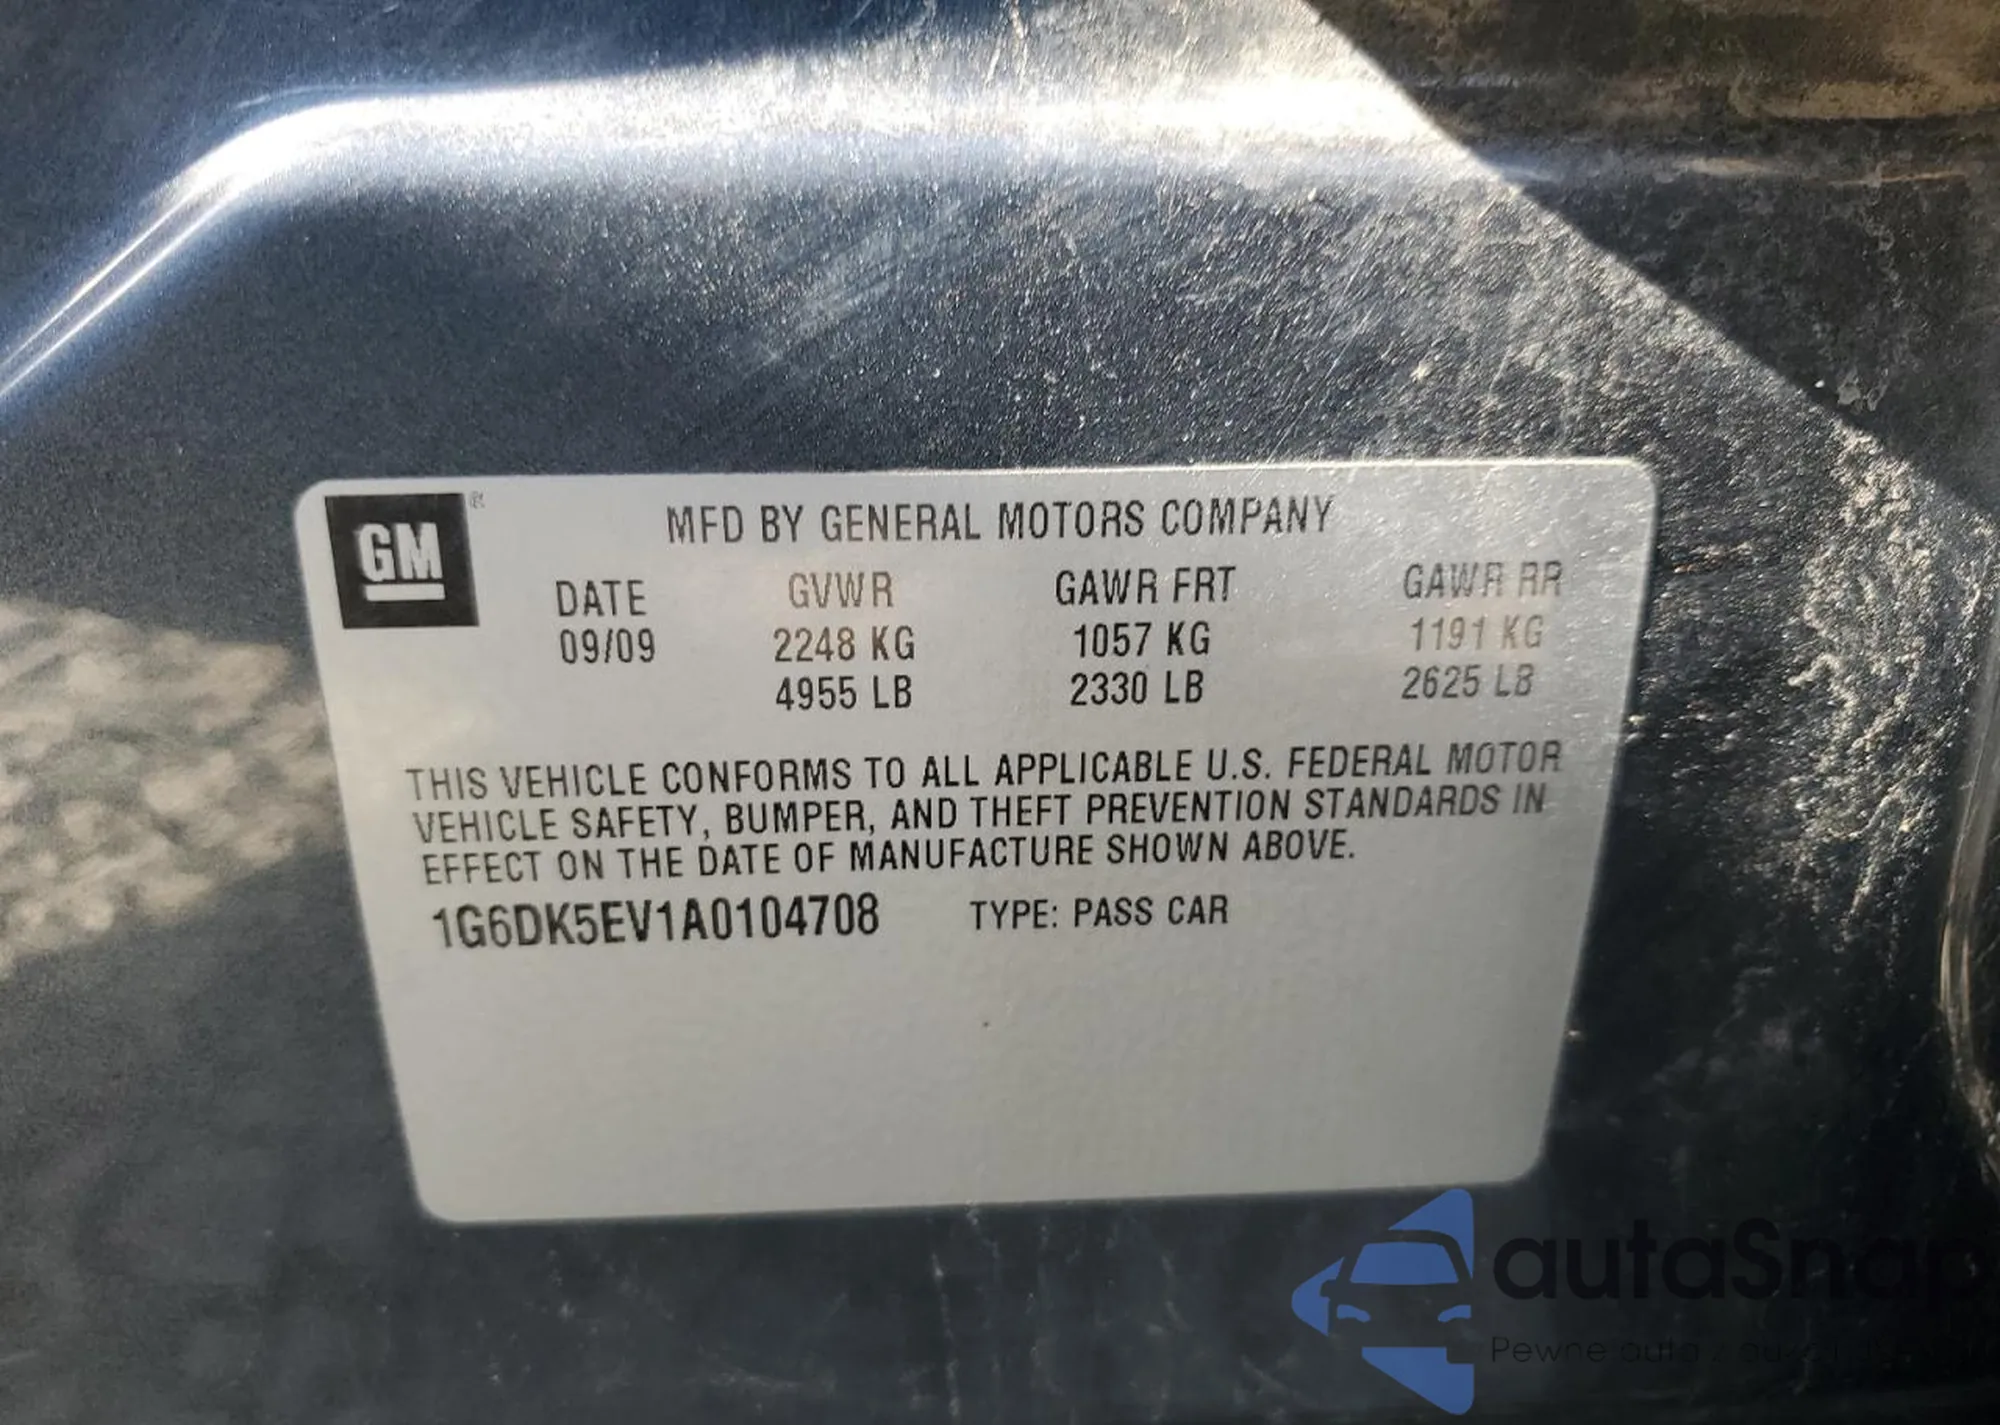 GM
MFD BY GENERAL MOTORS COMPANY
DATE GVWR GAWR FRT GAWR RR
09/09 2248 KG 1057 KG 1191 KG
4955 LB 2330 LB 2625 LB
THIS VEHICLE CONFORMS TO ALL APPLICABLE U.S. FEDERAL MOTOR
VEHICLE SAFETY, BUMPER, AND THEFT PREVENTION STANDARDS IN
EFFECT ON THE DATE OF MANUFACTURE SHOWN ABOVE.
1G6DK5EV1A0104708 TYPE: PASS CAR
autaSnap
Pewne auta z